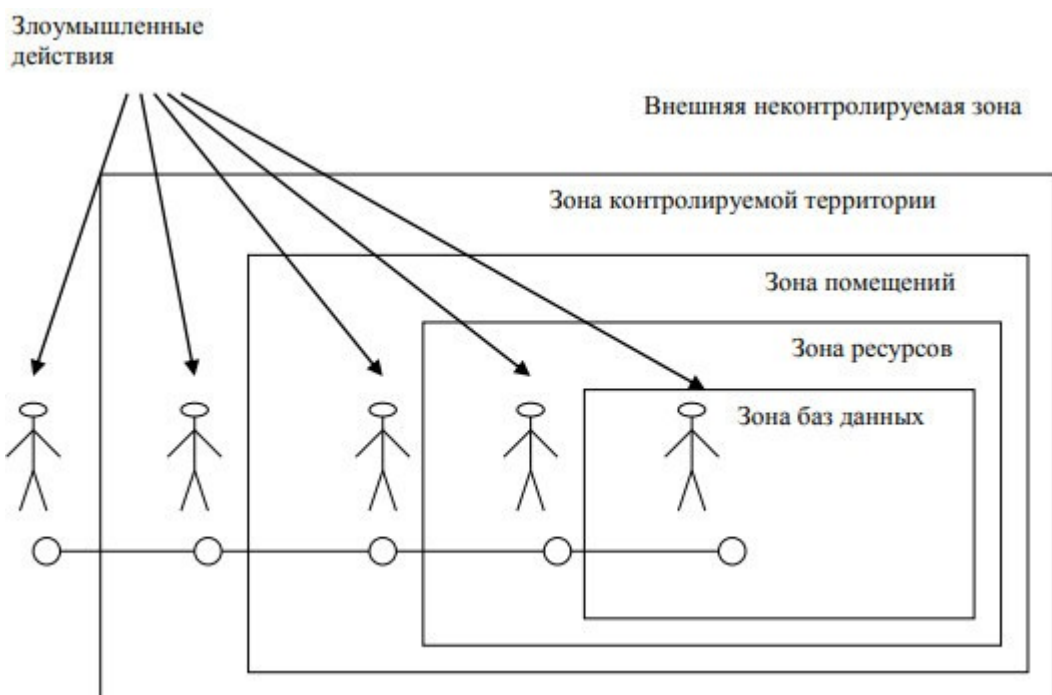 Злоумышленные
действия
Внешняя неконтролируемая зона
Зона контролируемой территории
Зона помещений
Зона ресурсов
Зона баз данных